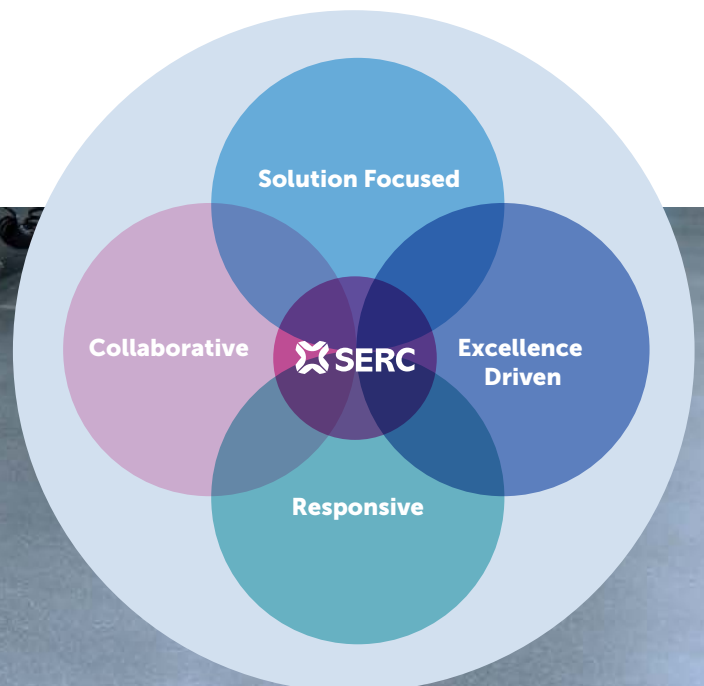 Solution Focused
Collaborative
SERC
Excellence
Driven
Responsive